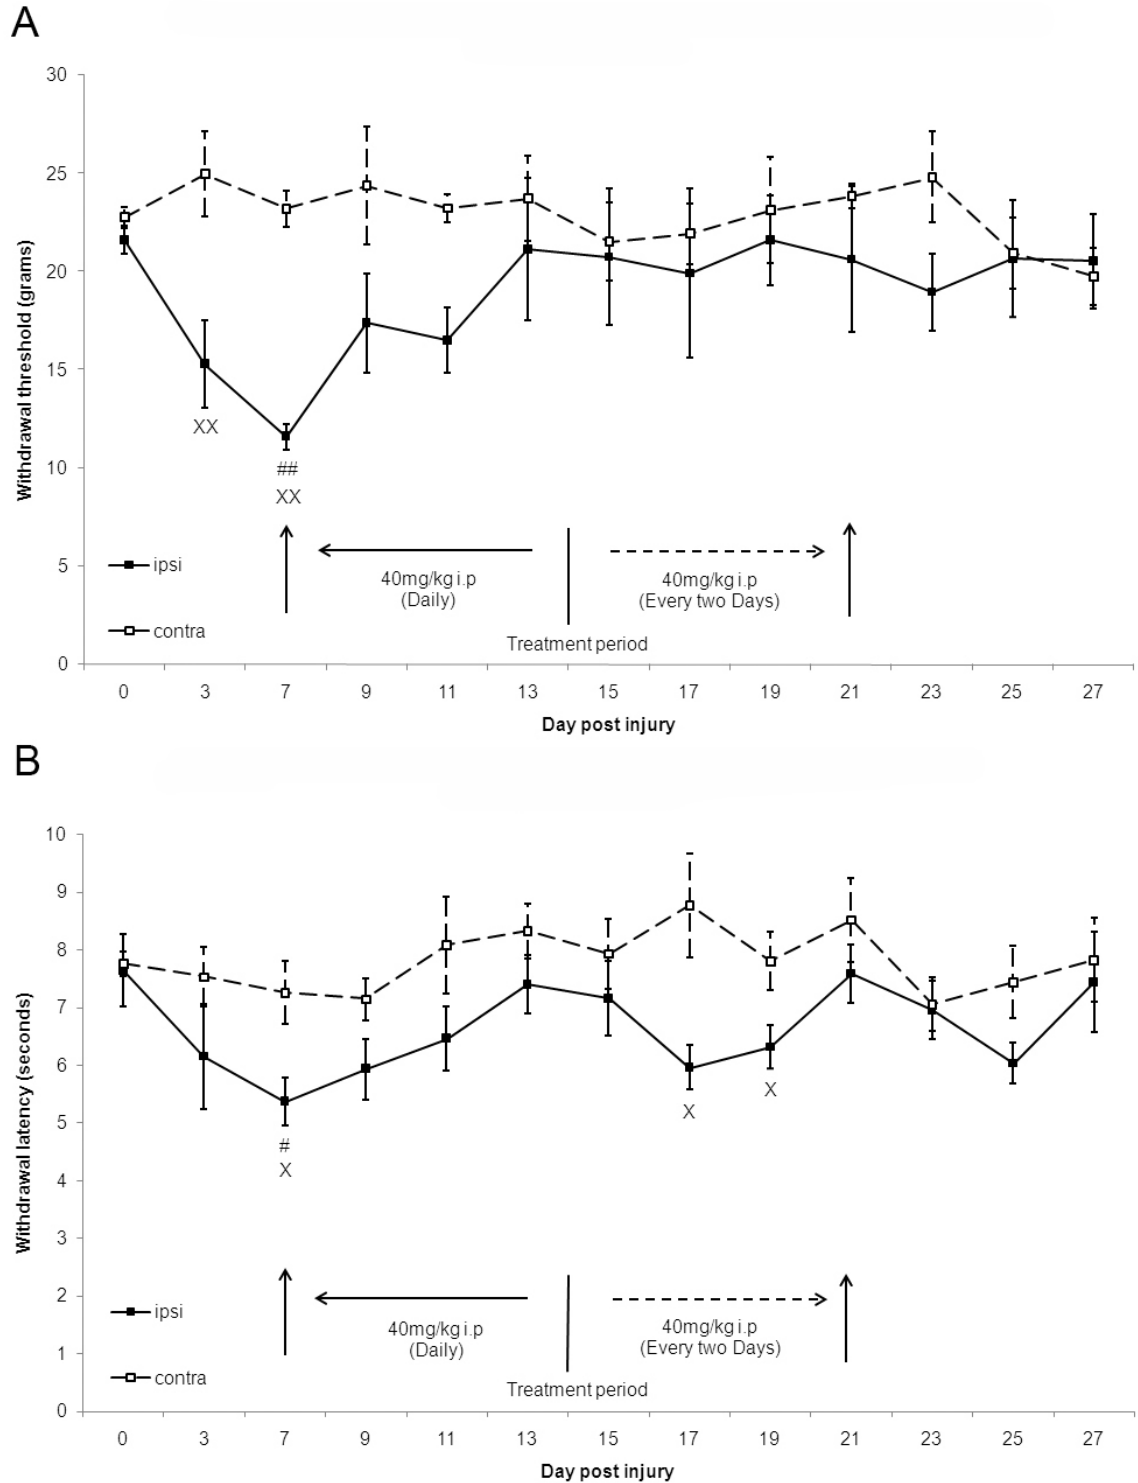 A
30
25
20
15
10
5
0
Withdrawal threshold (grams)
XX
##
XX
ipsi
contra
40mg/kg i.p
(Daily)
40mg/kg i.p
(Every two Days)
Treatment period
0 3 7 9 11 13 15 17 19 21 23 25 27
Day post injury
B
10
9
8
7
6
5
4
3
2
1
0
Withdrawal latency (seconds)
#
X
X
X
ipsi
contra
40mg/kg i.p
(Daily)
40mg/kg i.p
(Every two Days)
Treatment period
0 3 7 9 11 13 15 17 19 21 23 25 27
Day post injury